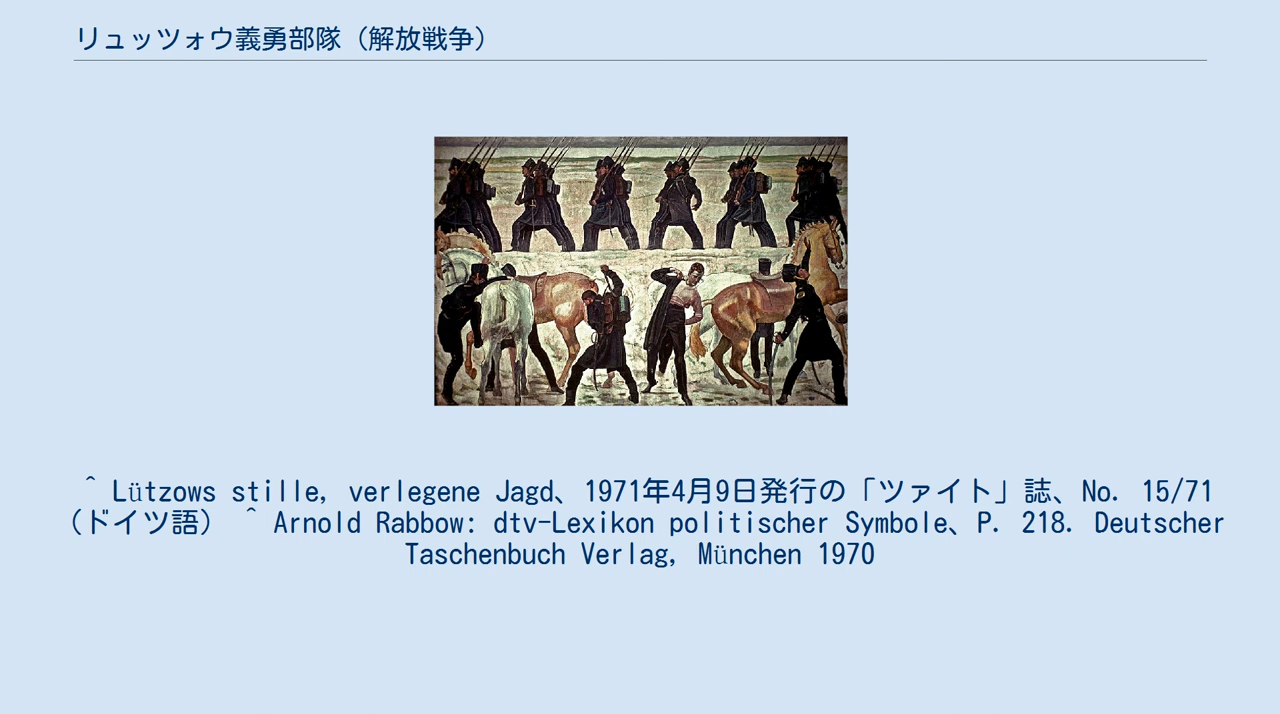 リュッツォウ義勇部隊（解放戦争）
^ Lützows stille, verlegene Jagd、1971年4月9日発行の「ツァイト」誌、No. 15/71
（ドイツ語） ^ Arnold Rabbow: dtv-Lexikon politischer Symbole、P. 218. Deutscher
Taschenbuch Verlag, München 1970